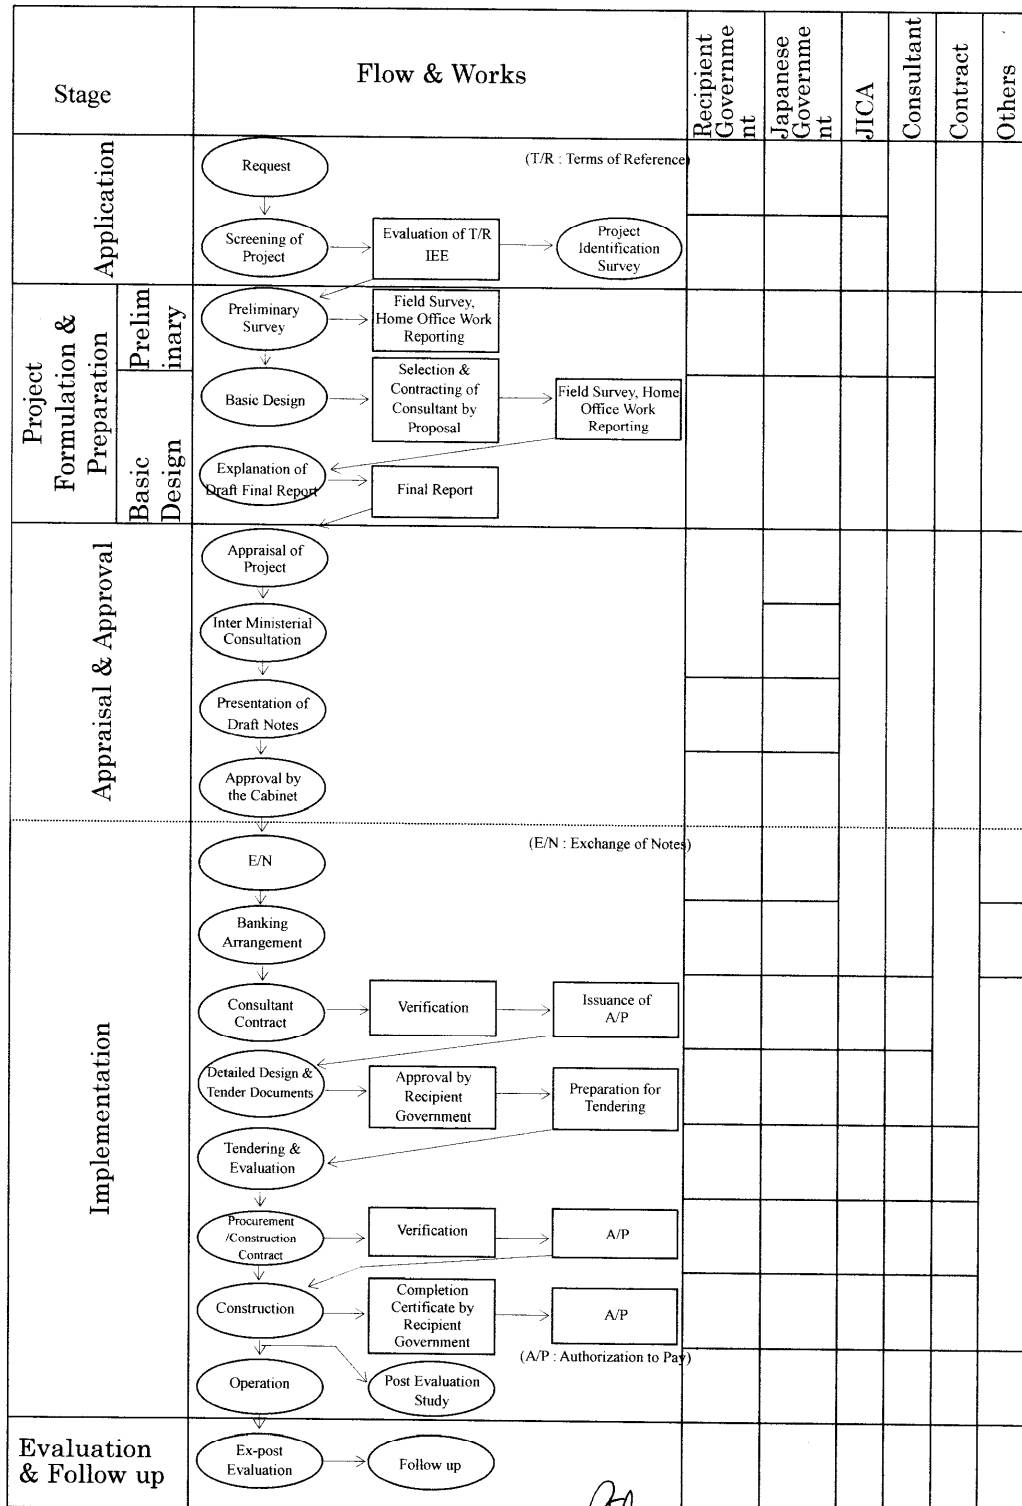 Stage
Flow & Works
Recipient
Governme
nt
Japanese
Governme
nt
JICA
Consultant
Contract
Others
Application
Request
(T/R : Terms of Reference)
Screening of
Project
Evaluation of T/R
IEE
Project
Identification
Survey
Project
Formulation &
Preparation
Prelim
inary
Preliminary
Survey
Field Survey,
Home Office Work
Reporting
Basic
Design
Basic Design
Selection &
Contracting of
Consultant by
Proposal
Field Survey, Home
Office Work
Reporting
Explanation of
Draft Final Report
Final Report
Appraisal & Approval
Appraisal of
Project
Inter Ministerial
Consultation
Presentation of
Draft Notes
Approval by
the Cabinet
Implementation
E/N
(E/N : Exchange of Notes)
Banking
Arrangement
Consultant
Contract
Verification
Issuance of
A/P
Detailed Design &
Tender Documents
Approval by
Recipient
Government
Preparation for
Tendering
Tendering &
Evaluation
Procurement
/Construction
Contract
Verification
A/P
Construction
Completion
Certificate by
Recipient
Government
A/P
(A/P : Authorization to Pay)
Operation
Post Evaluation
Study
Evaluation
& Follow up
Ex-post
Evaluation
Follow up